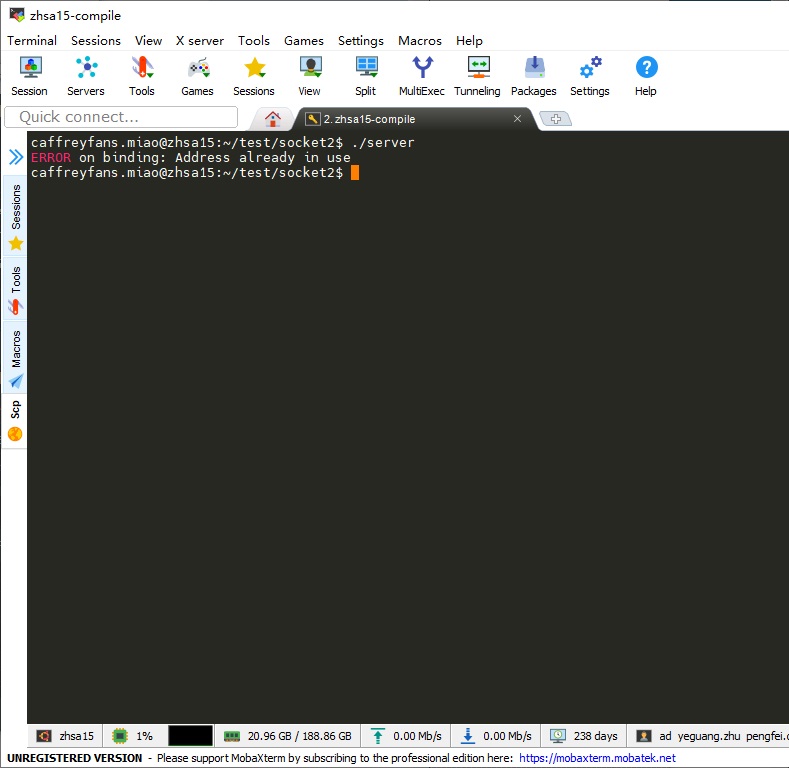 zhsa15-compile
Terminal Sessions View X server Tools Games Settings Macros Help
Session Servers Tools Games Sessions View Split MultiExec Tunneling Packages Settings Help
Quick connect...
2. zhsa15-compile
caffreyfans.miao@zhsa15:~/test/socket2$ ./server
ERROR on binding: Address already in use
caffreyfans.miao@zhsa15:~/test/socket2$
Sessions
Tools
Macros
Scp
zhsa15 1% 20.96 GB / 188.86 GB 0.00 Mb/s 0.00 Mb/s 238 days ad yeguang.zhu pengfei.c
UNREGISTERED VERSION - Please support MobaXterm by subscribing to the professional edition here: https://mobaxterm.mobatek.net